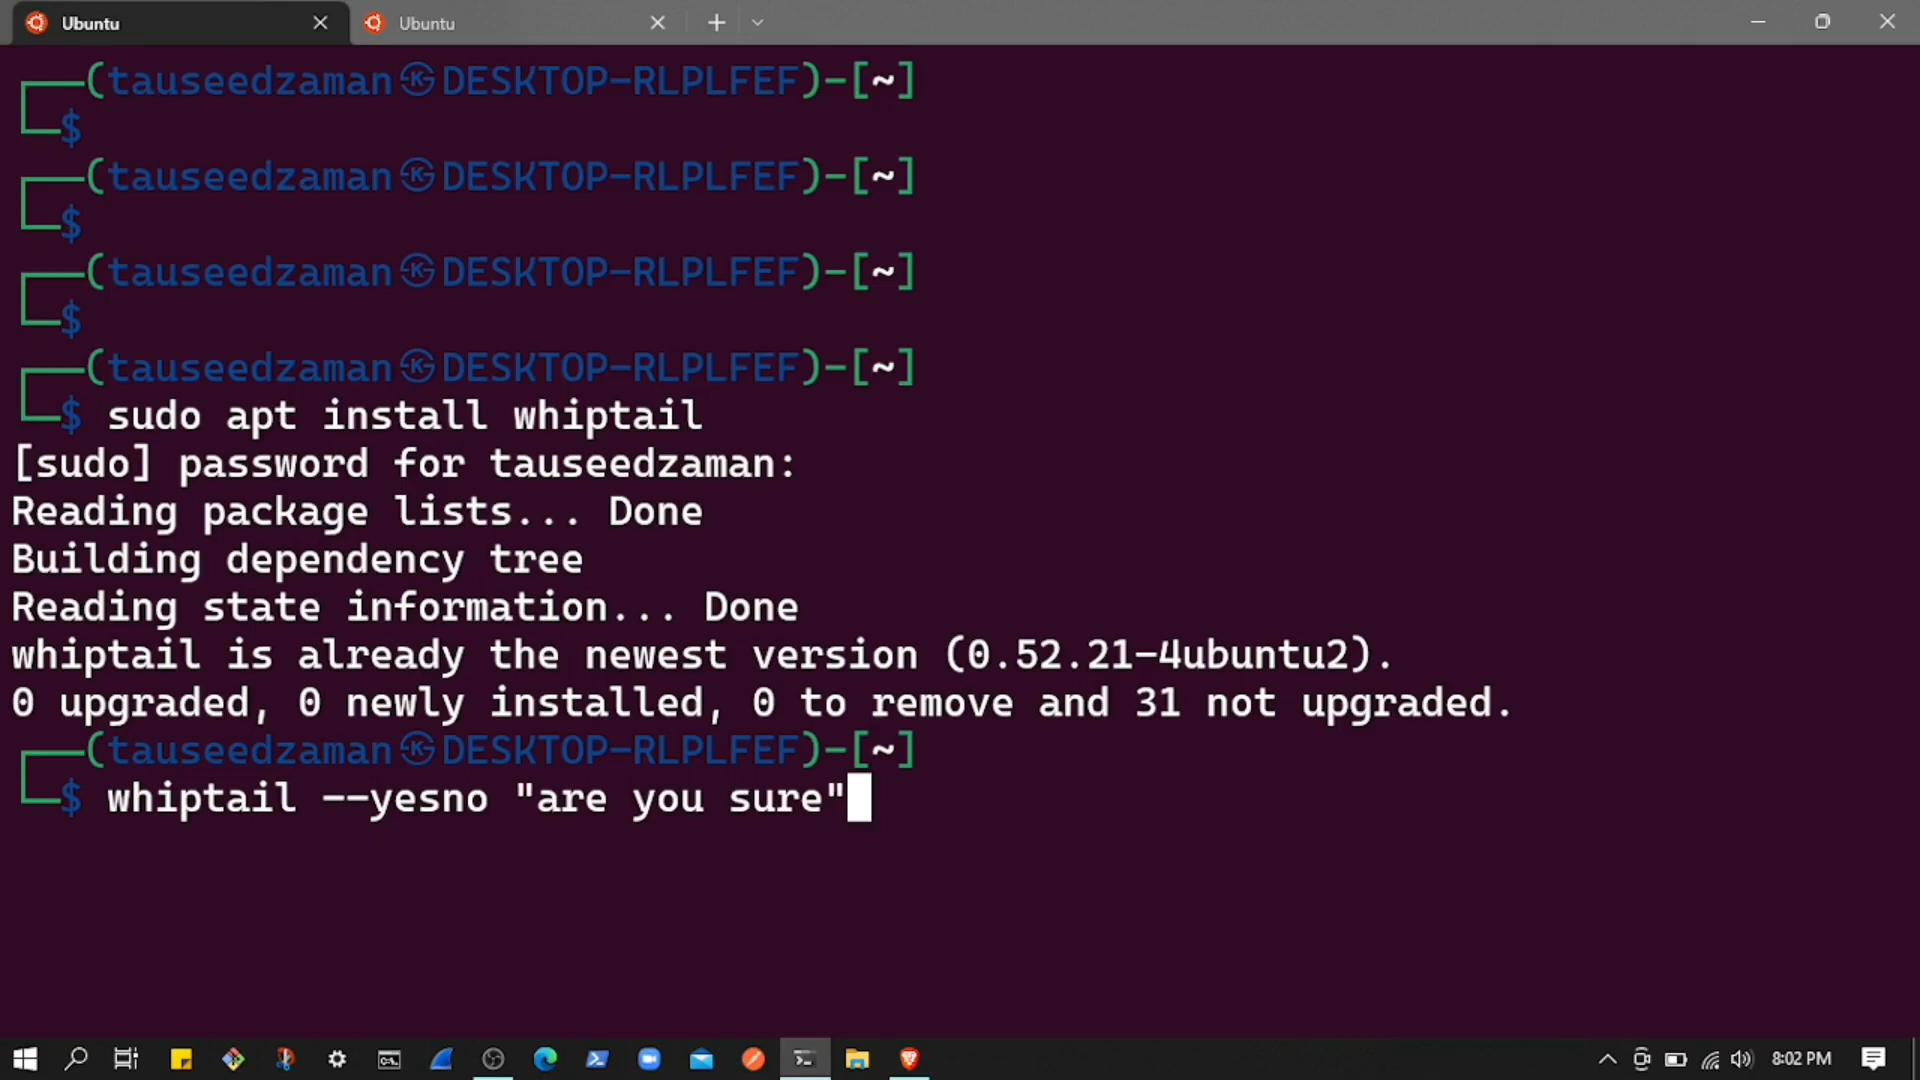 Ubuntu
Ubuntu
(tauseedzaman㉿DESKTOP-RLPLFEF)-[~]
$
(tauseedzaman㉿DESKTOP-RLPLFEF)-[~]
$
(tauseedzaman㉿DESKTOP-RLPLFEF)-[~]
$
(tauseedzaman㉿DESKTOP-RLPLFEF)-[~]
$ sudo apt install whiptail
[sudo] password for tauseedzaman:
Reading package lists... Done
Building dependency tree
Reading state information... Done
whiptail is already the newest version (0.52.21-4ubuntu2).
0 upgraded, 0 newly installed, 0 to remove and 31 not upgraded.
(tauseedzaman㉿DESKTOP-RLPLFEF)-[~]
$ whiptail --yesno "are you sure"
8:02 PM